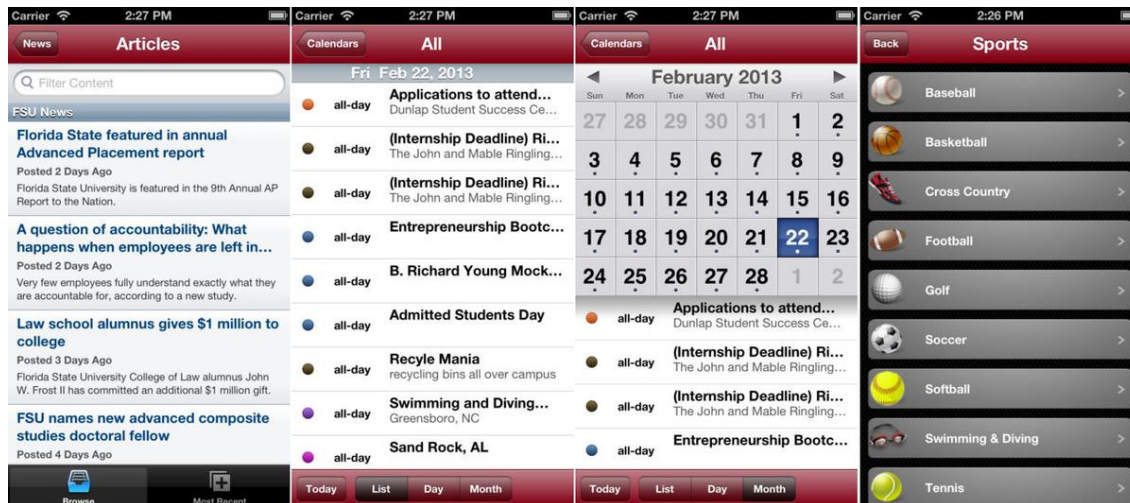 Carrier 2:27 PM
News Articles
Filter Content
FSU News
Florida State featured in annual
Advanced Placement report
Posted 2 Days Ago
Florida State University is featured in the 9th Annual AP
Report to the Nation.
A question of accountability: What
happens when employees are left in...
Posted 2 Days Ago
Very few employees fully understand exactly what they
are accountable for, according to a new study.
Law school alumnus gives $1 million to
college
Posted 3 Days Ago
Florida State University College of Law alumnus John
W. Frost II has committed an additional $1 million gift.
FSU names new advanced composite
studies doctoral fellow
Posted 4 Days Ago
Browse Most Recent
Carrier 2:27 PM
Calendars All
Fri Feb 22, 2013
Applications to attend...
all-day Dunlap Student Success Ce...
(Internship Deadline) Ri...
all-day The John and Mable Ringling...
(Internship Deadline) Ri...
all-day The John and Mable Ringling...
Entrepreneurship Bootc...
all-day
B. Richard Young Mock...
all-day
Admitted Students Day
all-day
Recyle Mania
all-day recycling bins all over campus
Swimming and Diving...
all-day Greensboro, NC
Sand Rock, AL
all-day
Today List Day Month
Carrier 2:27 PM
Calendars All
February 2013
Sun Mon Tue Wed Thu Fri Sat
27 28 29 30 31 1 2
3 4 5 6 7 8 9
10 11 12 13 14 15 16
17 18 19 20 21 22 23
24 25 26 27 28 1 2
Applications to attend...
all-day Dunlap Student Success Ce...
(Internship Deadline) Ri...
all-day The John and Mable Ringling...
(Internship Deadline) Ri...
all-day The John and Mable Ringling...
Entrepreneurship Bootc...
all-day
Today List Day Month
Carrier 2:26 PM
Back Sports
Baseball
Basketball
Cross Country
Football
Golf
Soccer
Softball
Swimming & Diving
Tennis